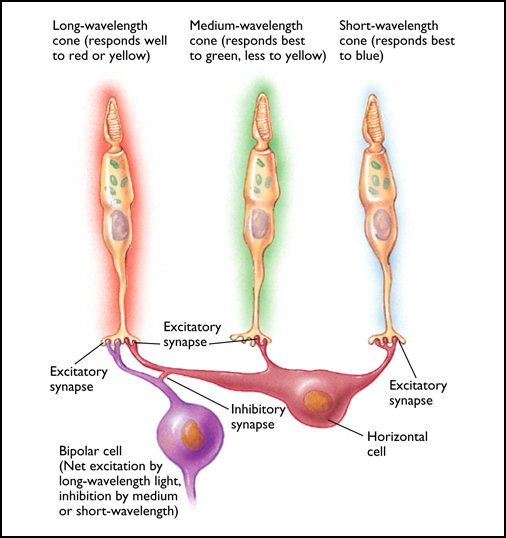 Long-wavelength
cone (responds well
to red or yellow)
Medium-wavelength
cone (responds best
to green, less to yellow)
Short-wavelength
cone (responds best
to blue)
Excitatory
synapse
Excitatory
synapse
Excitatory
synapse
Inhibitory
synapse
Horizontal
cell
Bipolar cell
(Net excitation by
long-wavelength light,
inhibition by medium
or short-wavelength)